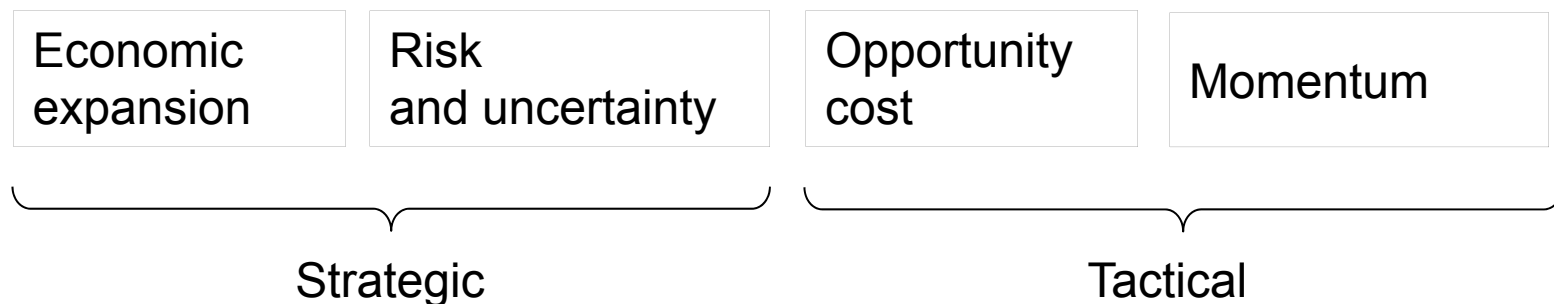 Economic
expansion
Risk
and uncertainty
Opportunity
cost
Momentum
Strategic
Tactical